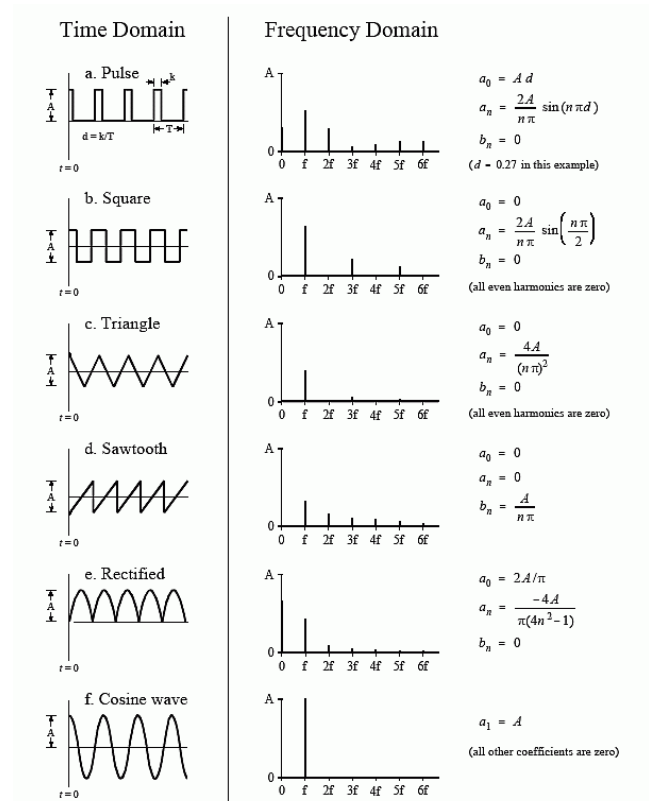 Time Domain
Frequency Domain
a. Pulse
k
A
d = k/T
T
t = 0
A
0
0 f 2f 3f 4f 5f 6f
a₀ = A d
aₙ = 2A/nπ sin(nπd)
bₙ = 0
(d = 0.27 in this example)
b. Square
A
t = 0
A
0
0 f 2f 3f 4f 5f 6f
a₀ = 0
aₙ = 2A/nπ sin(nπ/2)
bₙ = 0
(all even harmonics are zero)
c. Triangle
A
t = 0
A
0
0 f 2f 3f 4f 5f 6f
a₀ = 0
aₙ = 4A/(nπ)²
bₙ = 0
(all even harmonics are zero)
d. Sawtooth
A
t = 0
A
0
0 f 2f 3f 4f 5f 6f
a₀ = 0
aₙ = 0
bₙ = A/nπ
e. Rectified
A
t = 0
A
0
0 f 2f 3f 4f 5f 6f
a₀ = 2A/π
aₙ = -4A/π(4n²-1)
bₙ = 0
f. Cosine wave
A
t = 0
A
0
0 f 2f 3f 4f 5f 6f
a₁ = A
(all other coefficients are zero)